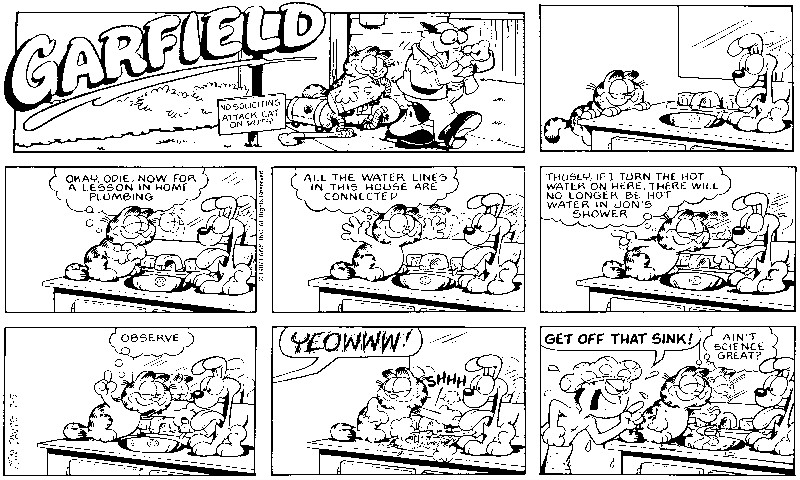 GARFIELD
NO SOLICITING
ATTACK CAT
ON DUTY
OKAY, ODIE. NOW FOR
A LESSON IN HOME
PLUMBING
ALL THE WATER LINES
IN THIS HOUSE ARE
CONNECTED
THUSLY, IF I TURN THE HOT
WATER ON HERE, THERE WILL
NO LONGER BE HOT
WATER IN JON'S
SHOWER
OBSERVE
YEOWWW!
SHHH
GET OFF THAT SINK!
AIN'T
SCIENCE
GREAT?